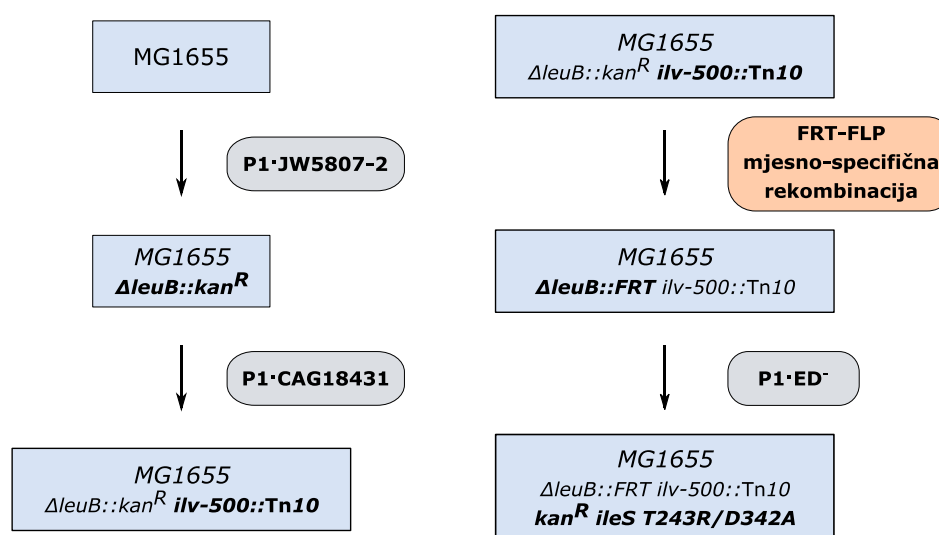 MG1655
P1·JW5807-2
MG1655
ΔleuB::kanR
P1·CAG18431
MG1655
ΔleuB::kanR ilv-500::Tn10
MG1655
ΔleuB::kanR ilv-500::Tn10
FRT-FLP
mjesno-specifična
rekombinacija
MG1655
ΔleuB::FRT ilv-500::Tn10
P1·ED-
MG1655
ΔleuB::FRT ilv-500::Tn10
kanR ileS T243R/D342A